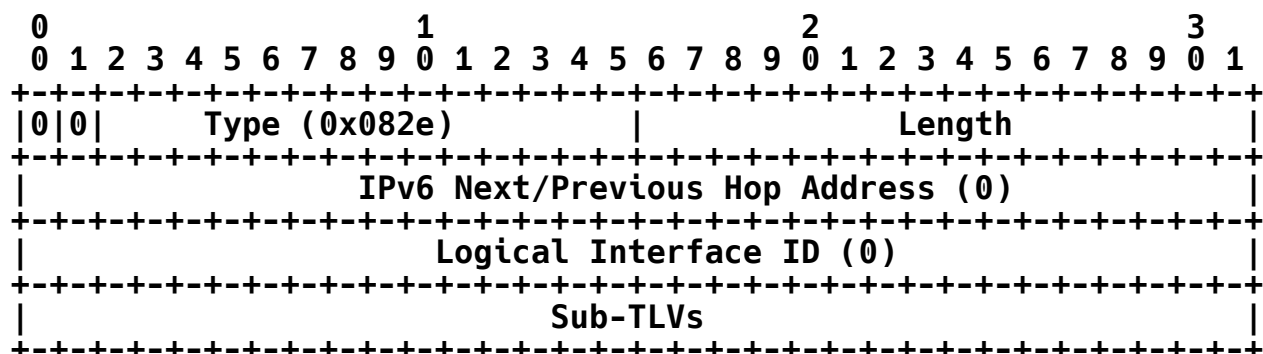 0                   1                   2                   3
 0 1 2 3 4 5 6 7 8 9 0 1 2 3 4 5 6 7 8 9 0 1 2 3 4 5 6 7 8 9 0 1
+-+-+-+-+-+-+-+-+-+-+-+-+-+-+-+-+-+-+-+-+-+-+-+-+-+-+-+-+-+-+-+-+
|0|0|     Type (0x082e)         |             Length            |
+-+-+-+-+-+-+-+-+-+-+-+-+-+-+-+-+-+-+-+-+-+-+-+-+-+-+-+-+-+-+-+-+
|                 IPv6 Next/Previous Hop Address (0)            |
+-+-+-+-+-+-+-+-+-+-+-+-+-+-+-+-+-+-+-+-+-+-+-+-+-+-+-+-+-+-+-+-+
|                     Logical Interface ID (0)                  |
+-+-+-+-+-+-+-+-+-+-+-+-+-+-+-+-+-+-+-+-+-+-+-+-+-+-+-+-+-+-+-+-+
|                           Sub-TLVs                            |
+-+-+-+-+-+-+-+-+-+-+-+-+-+-+-+-+-+-+-+-+-+-+-+-+-+-+-+-+-+-+-+-+